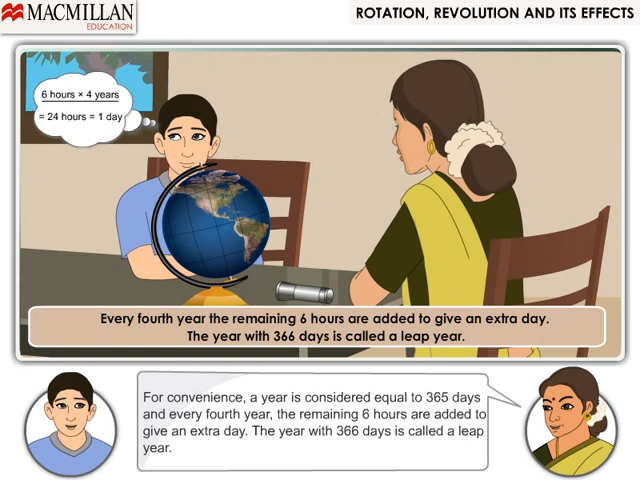 MACMILLAN
EDUCATION
ROTATION, REVOLUTION AND ITS EFFECTS
6 hours × 4 years
= 24 hours = 1 day
Every fourth year the remaining 6 hours are added to give an extra day.
The year with 366 days is called a leap year.
For convenience, a year is considered equal to 365 days
and every fourth year, the remaining 6 hours are added to
give an extra day. The year with 366 days is called a leap
year.